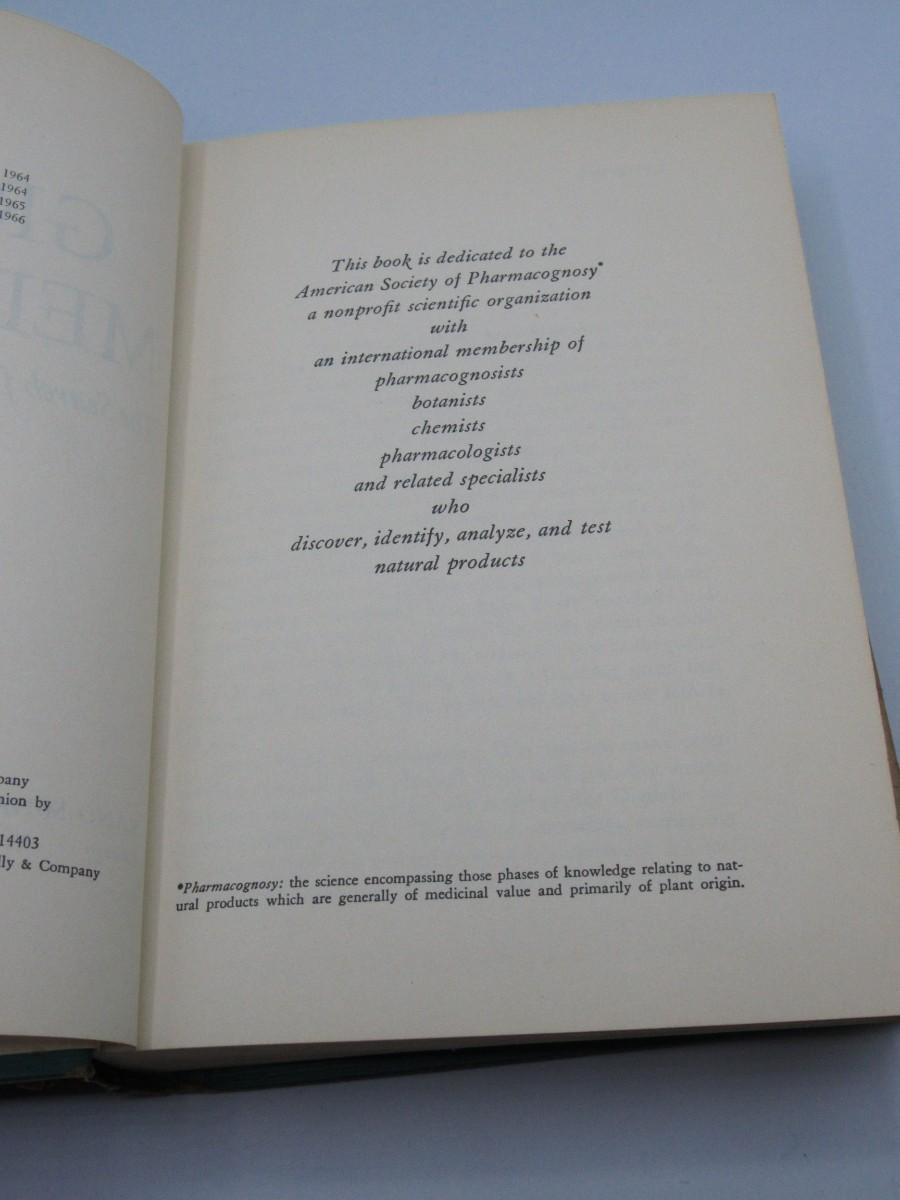 1964
1964
1965
1966
pany
nion by
14403
lly & Company
This book is dedicated to the
American Society of Pharmacognosy*
a nonprofit scientific organization
with
an international membership of
pharmacognosists
botanists
chemists
pharmacologists
and related specialists
who
discover, identify, analyze, and test
natural products
*Pharmacognosy: the science encompassing those phases of knowledge relating to nat-
ural products which are generally of medicinal value and primarily of plant origin.